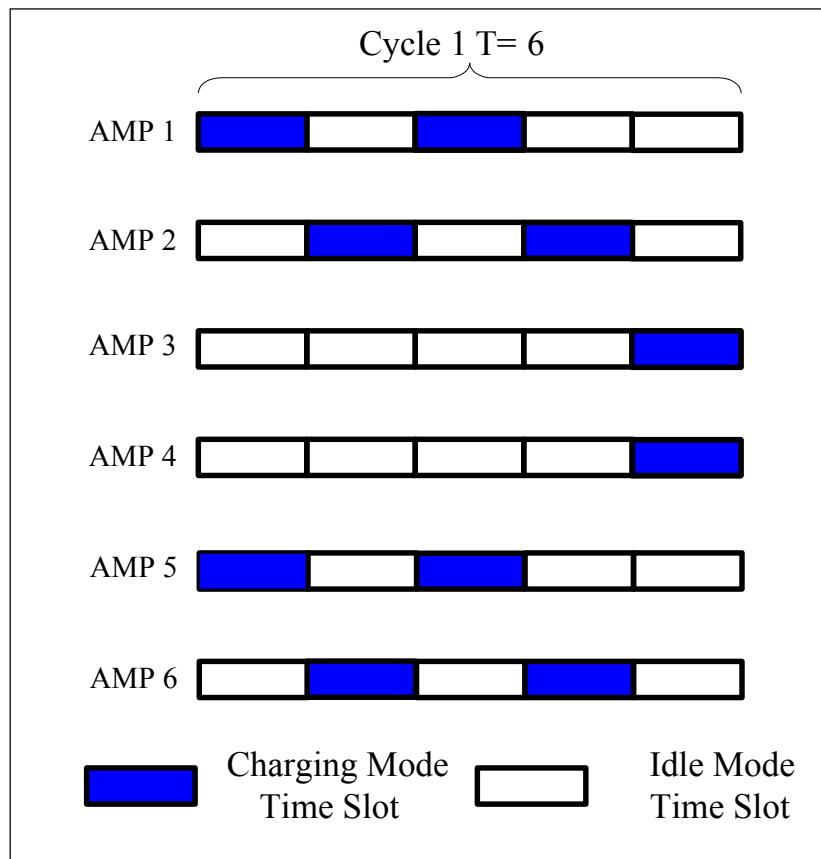 Cycle 1 T= 6
AMP 1
AMP 2
AMP 3
AMP 4
AMP 5
AMP 6
Charging Mode
Time Slot
Idle Mode
Time Slot